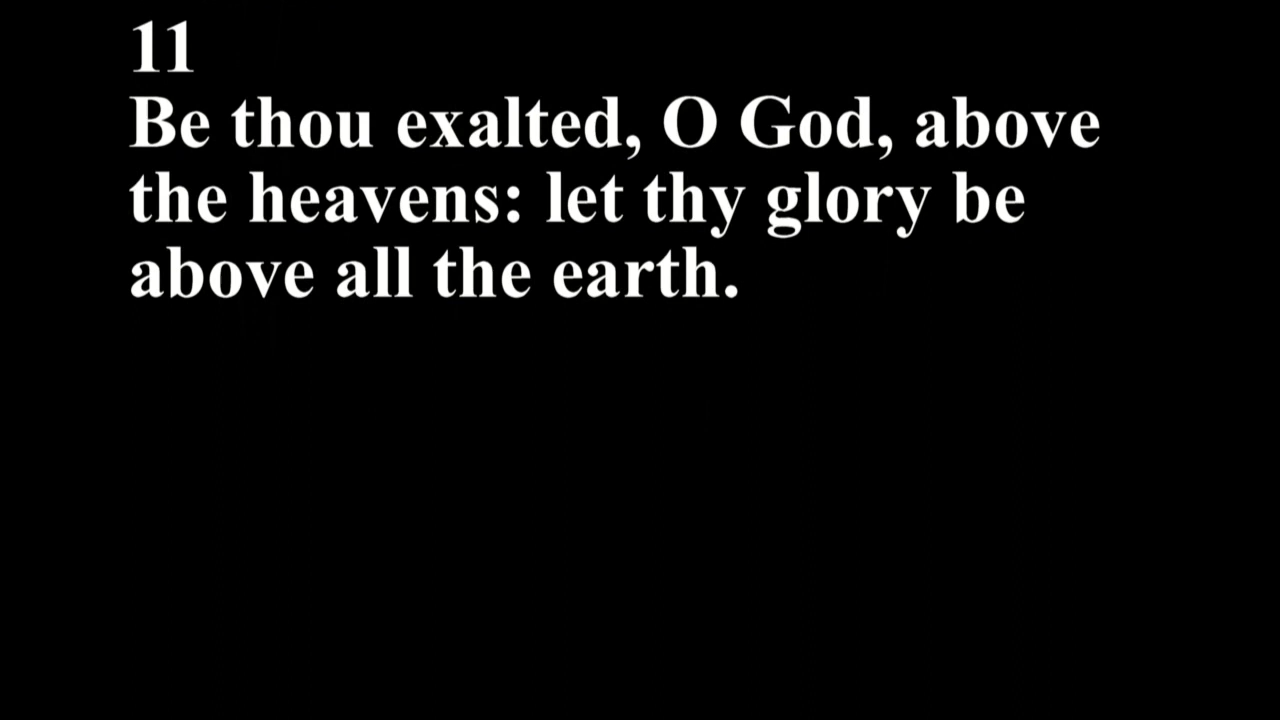 11
Be thou exalted, O God, above
the heavens: let thy glory be
above all the earth.